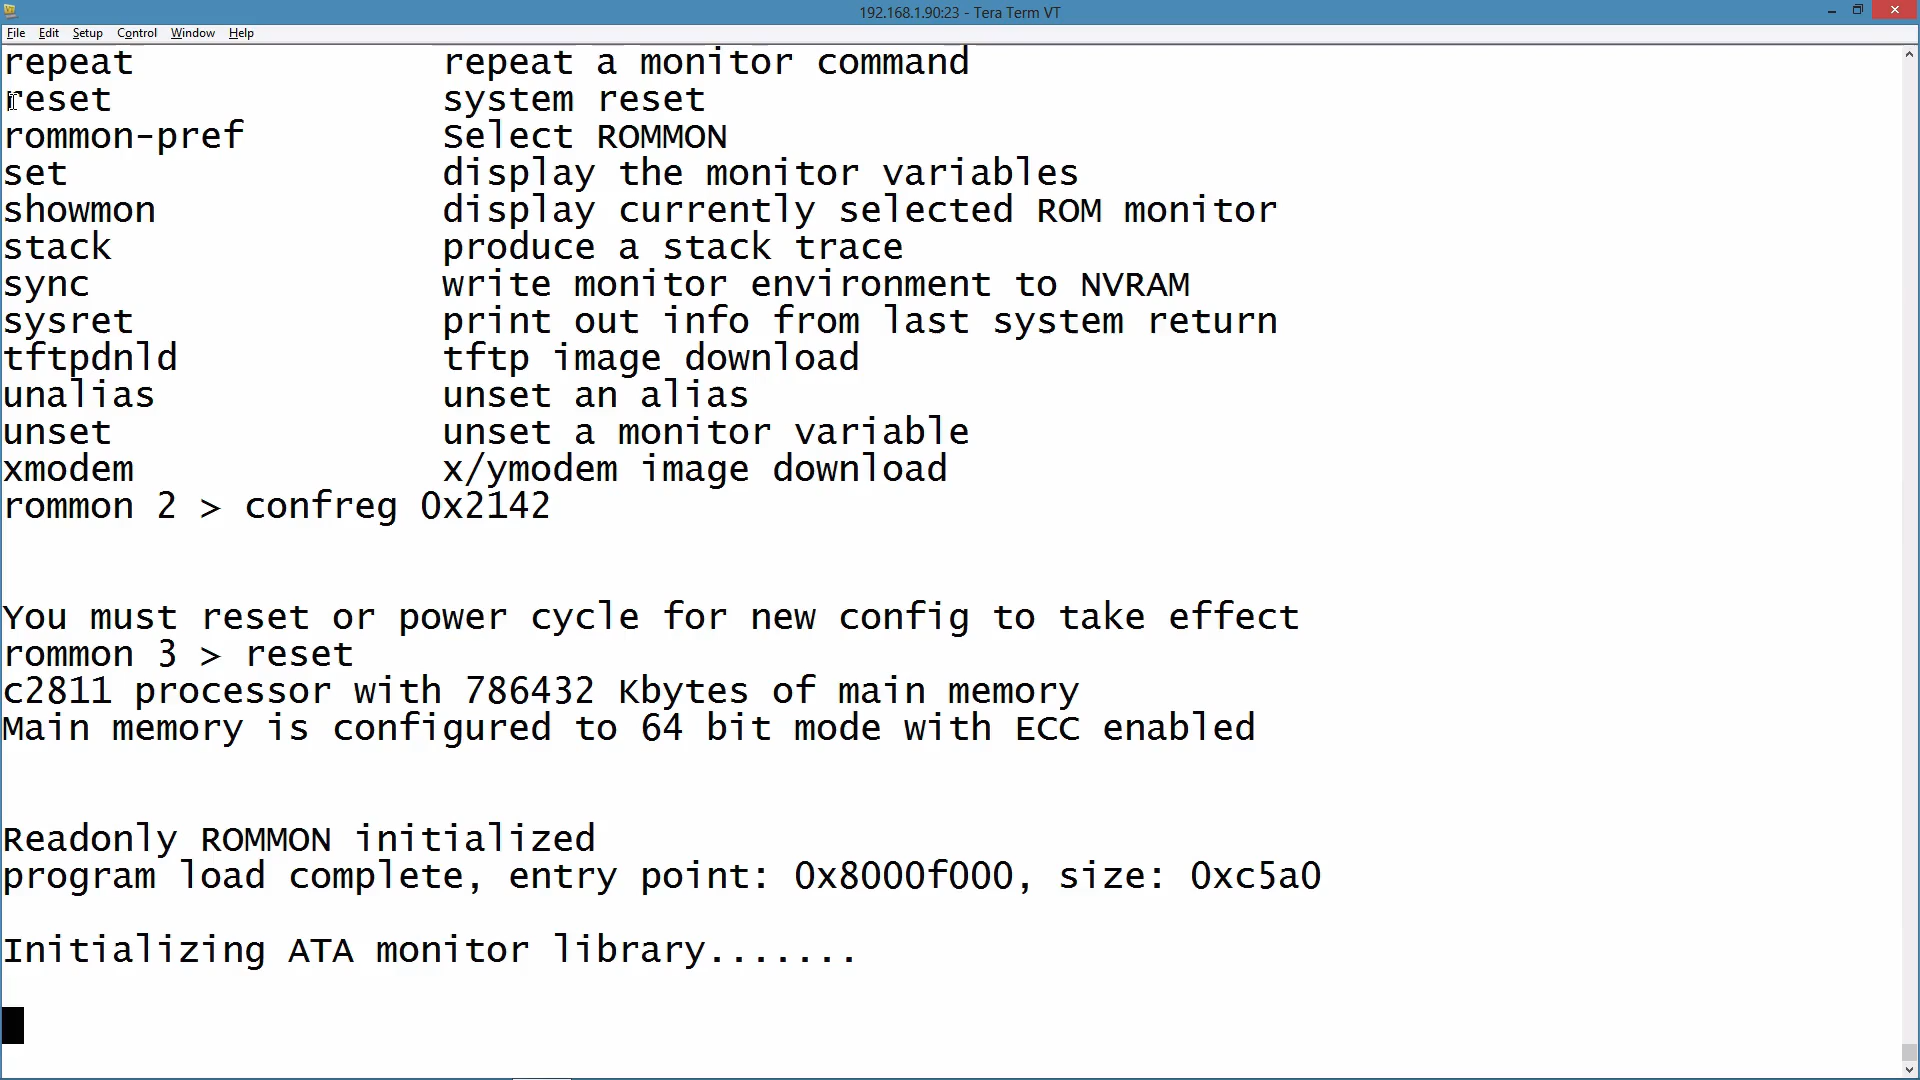 192.168.1.90:23 - Tera Term VT
File Edit Setup Control Window Help
repeat repeat a monitor command
reset system reset
rommon-pref Select ROMMON
set display the monitor variables
showmon display currently selected ROM monitor
stack produce a stack trace
sync write monitor environment to NVRAM
sysret print out info from last system return
tftpdnld tftp image download
unalias unset an alias
unset unset a monitor variable
xmodem x/ymodem image download
rommon 2 > confreg 0x2142
You must reset or power cycle for new config to take effect
rommon 3 > reset
c2811 processor with 786432 Kbytes of main memory
Main memory is configured to 64 bit mode with ECC enabled
Readonly ROMMON initialized
program load complete, entry point: 0x8000f000, size: 0xc5a0
Initializing ATA monitor library.......